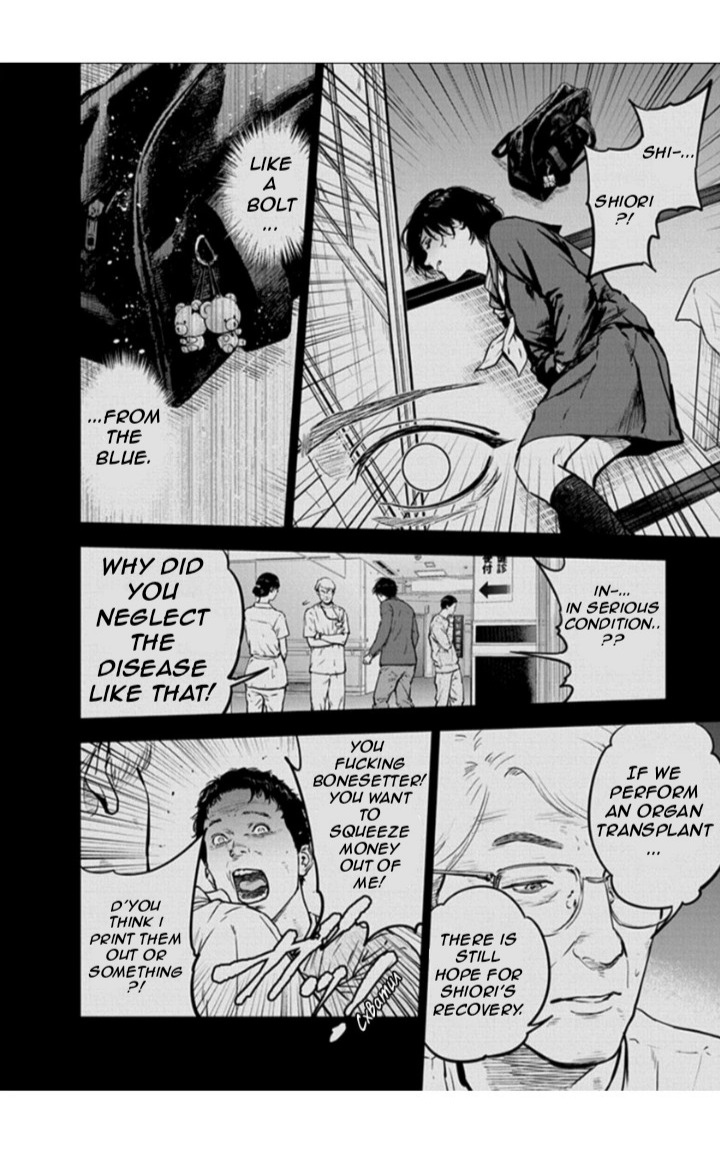 SHI-...
SHIORI
?!
LIKE
A
BOLT
...
...FROM
THE
BLUE.
IN-...
IN SERIOUS
CONDITION..
??
WHY DID
YOU
NEGLECT
THE
DISEASE
LIKE THAT!
IF WE
PERFORM
AN ORGAN
TRANSPLANT
...
THERE IS
STILL
HOPE FOR
SHIORI'S
RECOVERY.
YOU
FUCKING
BONESETTER!
YOU WANT
TO
SQUEEZE
MONEY
OUT OF
ME!
D'YOU
THINK I
PRINT THEM
OUT OR
SOMETHING
?!